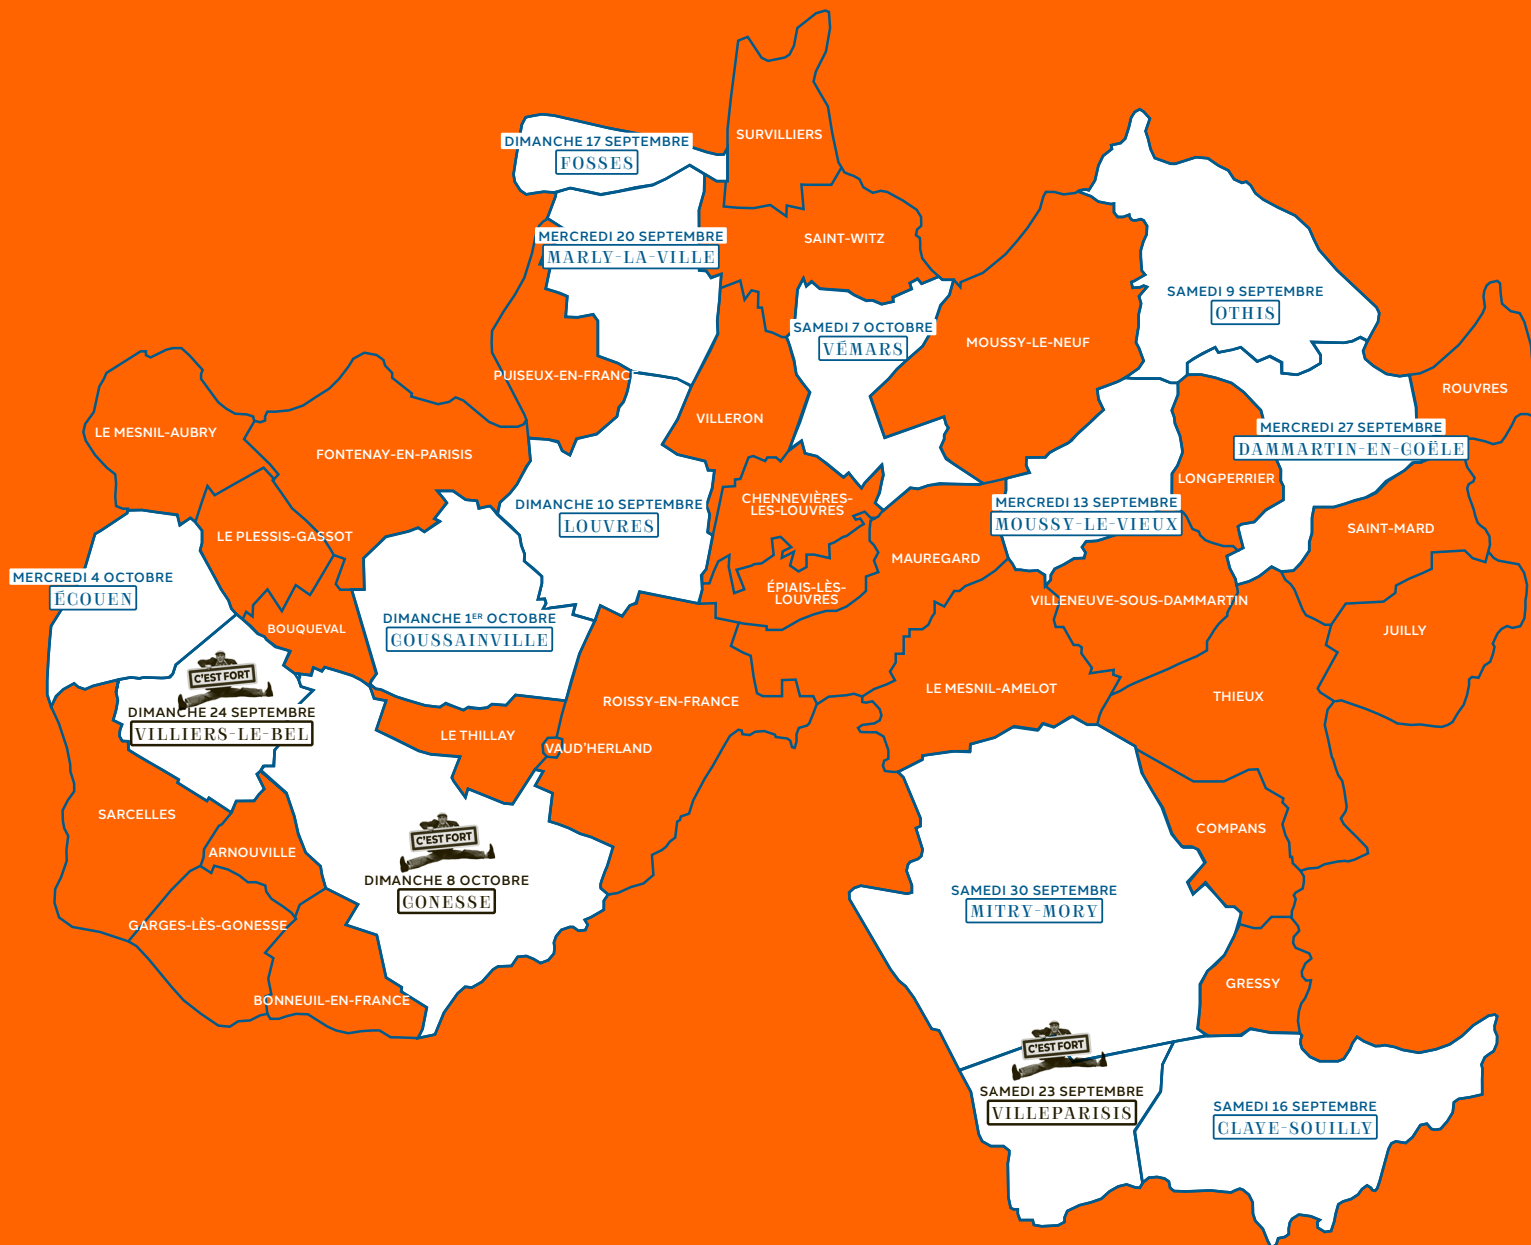 SURVILLIERS
DIMANCHE 17 SEPTEMBRE
FOSSES
MERCREDI 20 SEPTEMBRE
MARLY-LA-VILLE
SAINT-WITZ
SAMEDI 9 SEPTEMBRE
OTHIS
SAMEDI 7 OCTOBRE
VÉMARS
MOUSSY-LE-NEUF
PUISEUX-EN-FRANCE
ROUVRES
VILLERON
LE MESNIL-AUBRY
FONTENAY-EN-PARISIS
MERCREDI 27 SEPTEMBRE
DAMMARTIN-EN-GOËLE
LONGPERRIER
CHENNEVIÈRES-
LES-LOUVRES
DIMANCHE 10 SEPTEMBRE
LOUVRES
MERCREDI 13 SEPTEMBRE
MOUSSY-LE-VIEUX
SAINT-MARD
LE PLESSIS-GASSOT
MAUREGARD
MERCREDI 4 OCTOBRE
ÉCOUEN
ÉPIAIS-LÈS-
LOUVRES
VILLENEUVE-SOUS-DAMMARTIN
BOUQUEVAL
DIMANCHE 1ER OCTOBRE
GOUSSAINVILLE
JUILLY
C'EST FORT
DIMANCHE 24 SEPTEMBRE
VILLIERS-LE-BEL
ROISSY-EN-FRANCE
LE MESNIL-AMELOT
THIEUX
LE THILLAY
VAUD'HERLAND
SARCELLES
ARNOUVILLE
C'EST FORT
DIMANCHE 8 OCTOBRE
GONESSE
COMPANS
SAMEDI 30 SEPTEMBRE
MITRY-MORY
GARGES-LÈS-GONESSE
GRESSY
BONNEUIL-EN-FRANCE
C'EST FORT
SAMEDI 23 SEPTEMBRE
VILLEPARISIS
SAMEDI 16 SEPTEMBRE
CLAYE-SOUILLY